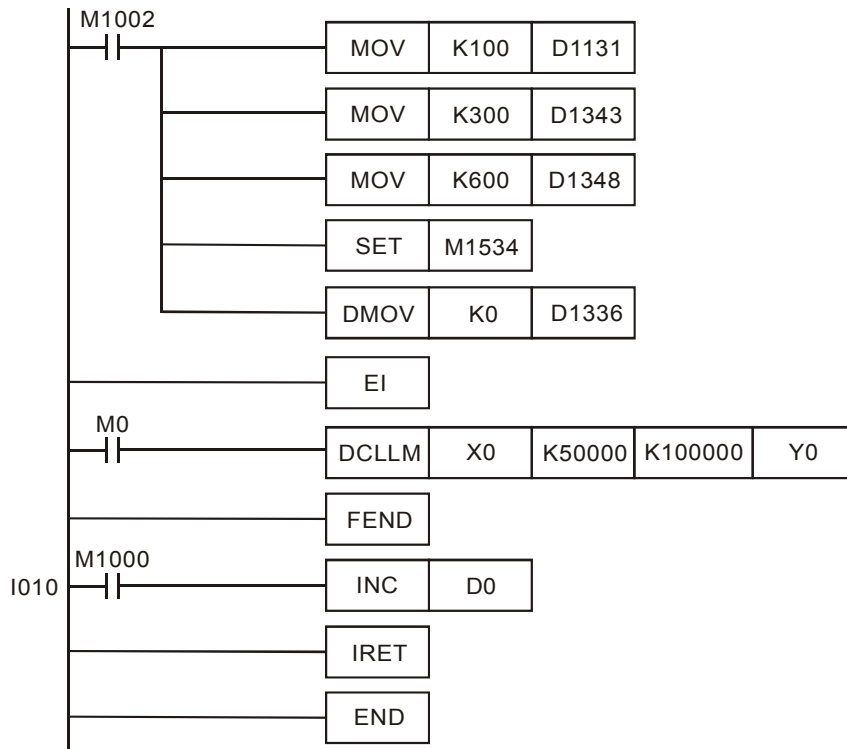 M1002
MOV K100 D1131
MOV K300 D1343
MOV K600 D1348
SET M1534
DMOV K0 D1336
EI
M0
DCLLM X0 K50000 K100000 Y0
FEND
M1000
I010 INC D0
IRET
END